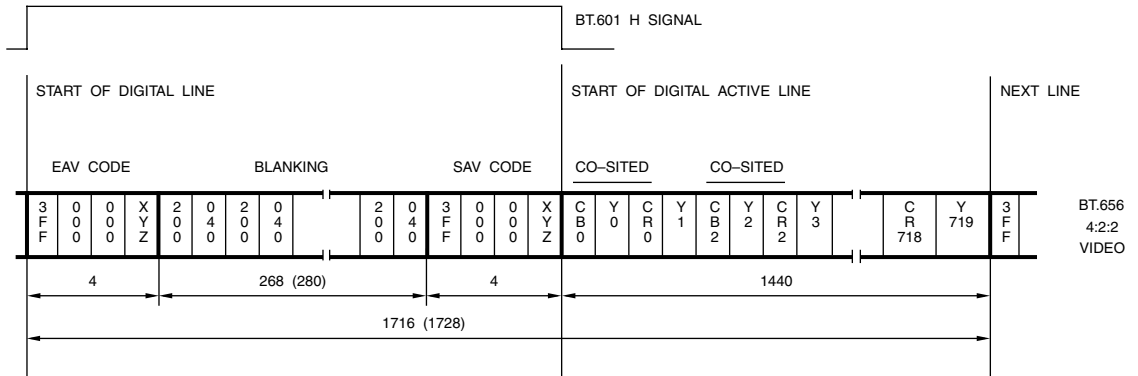 BT.601 H SIGNAL
START OF DIGITAL LINE
START OF DIGITAL ACTIVE LINE
NEXT LINE
EAV CODE
BLANKING
SAV CODE
CO–SITED
CO–SITED
3FF 000 000 XYZ 200 040 200 040 200 040 3FF 000 000 XYZ CB0 Y0 CR0 Y1 CB2 Y2 CR2 Y3 CR718 Y719 3FF
BT.656
4:2:2
VIDEO
4
268 (280)
4
1440
1716 (1728)